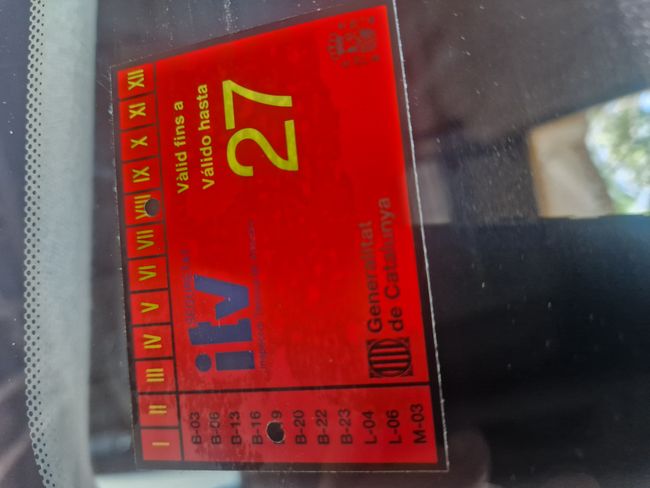 I II III IV V VI VII VIII IX X XI XII
Vàlid fins a
Válido hasta
27
itv
Generalitat
de Catalunya
B-03
B-06
B-13
B-16
9
B-20
B-22
B-23
L-04
L-06
M-03